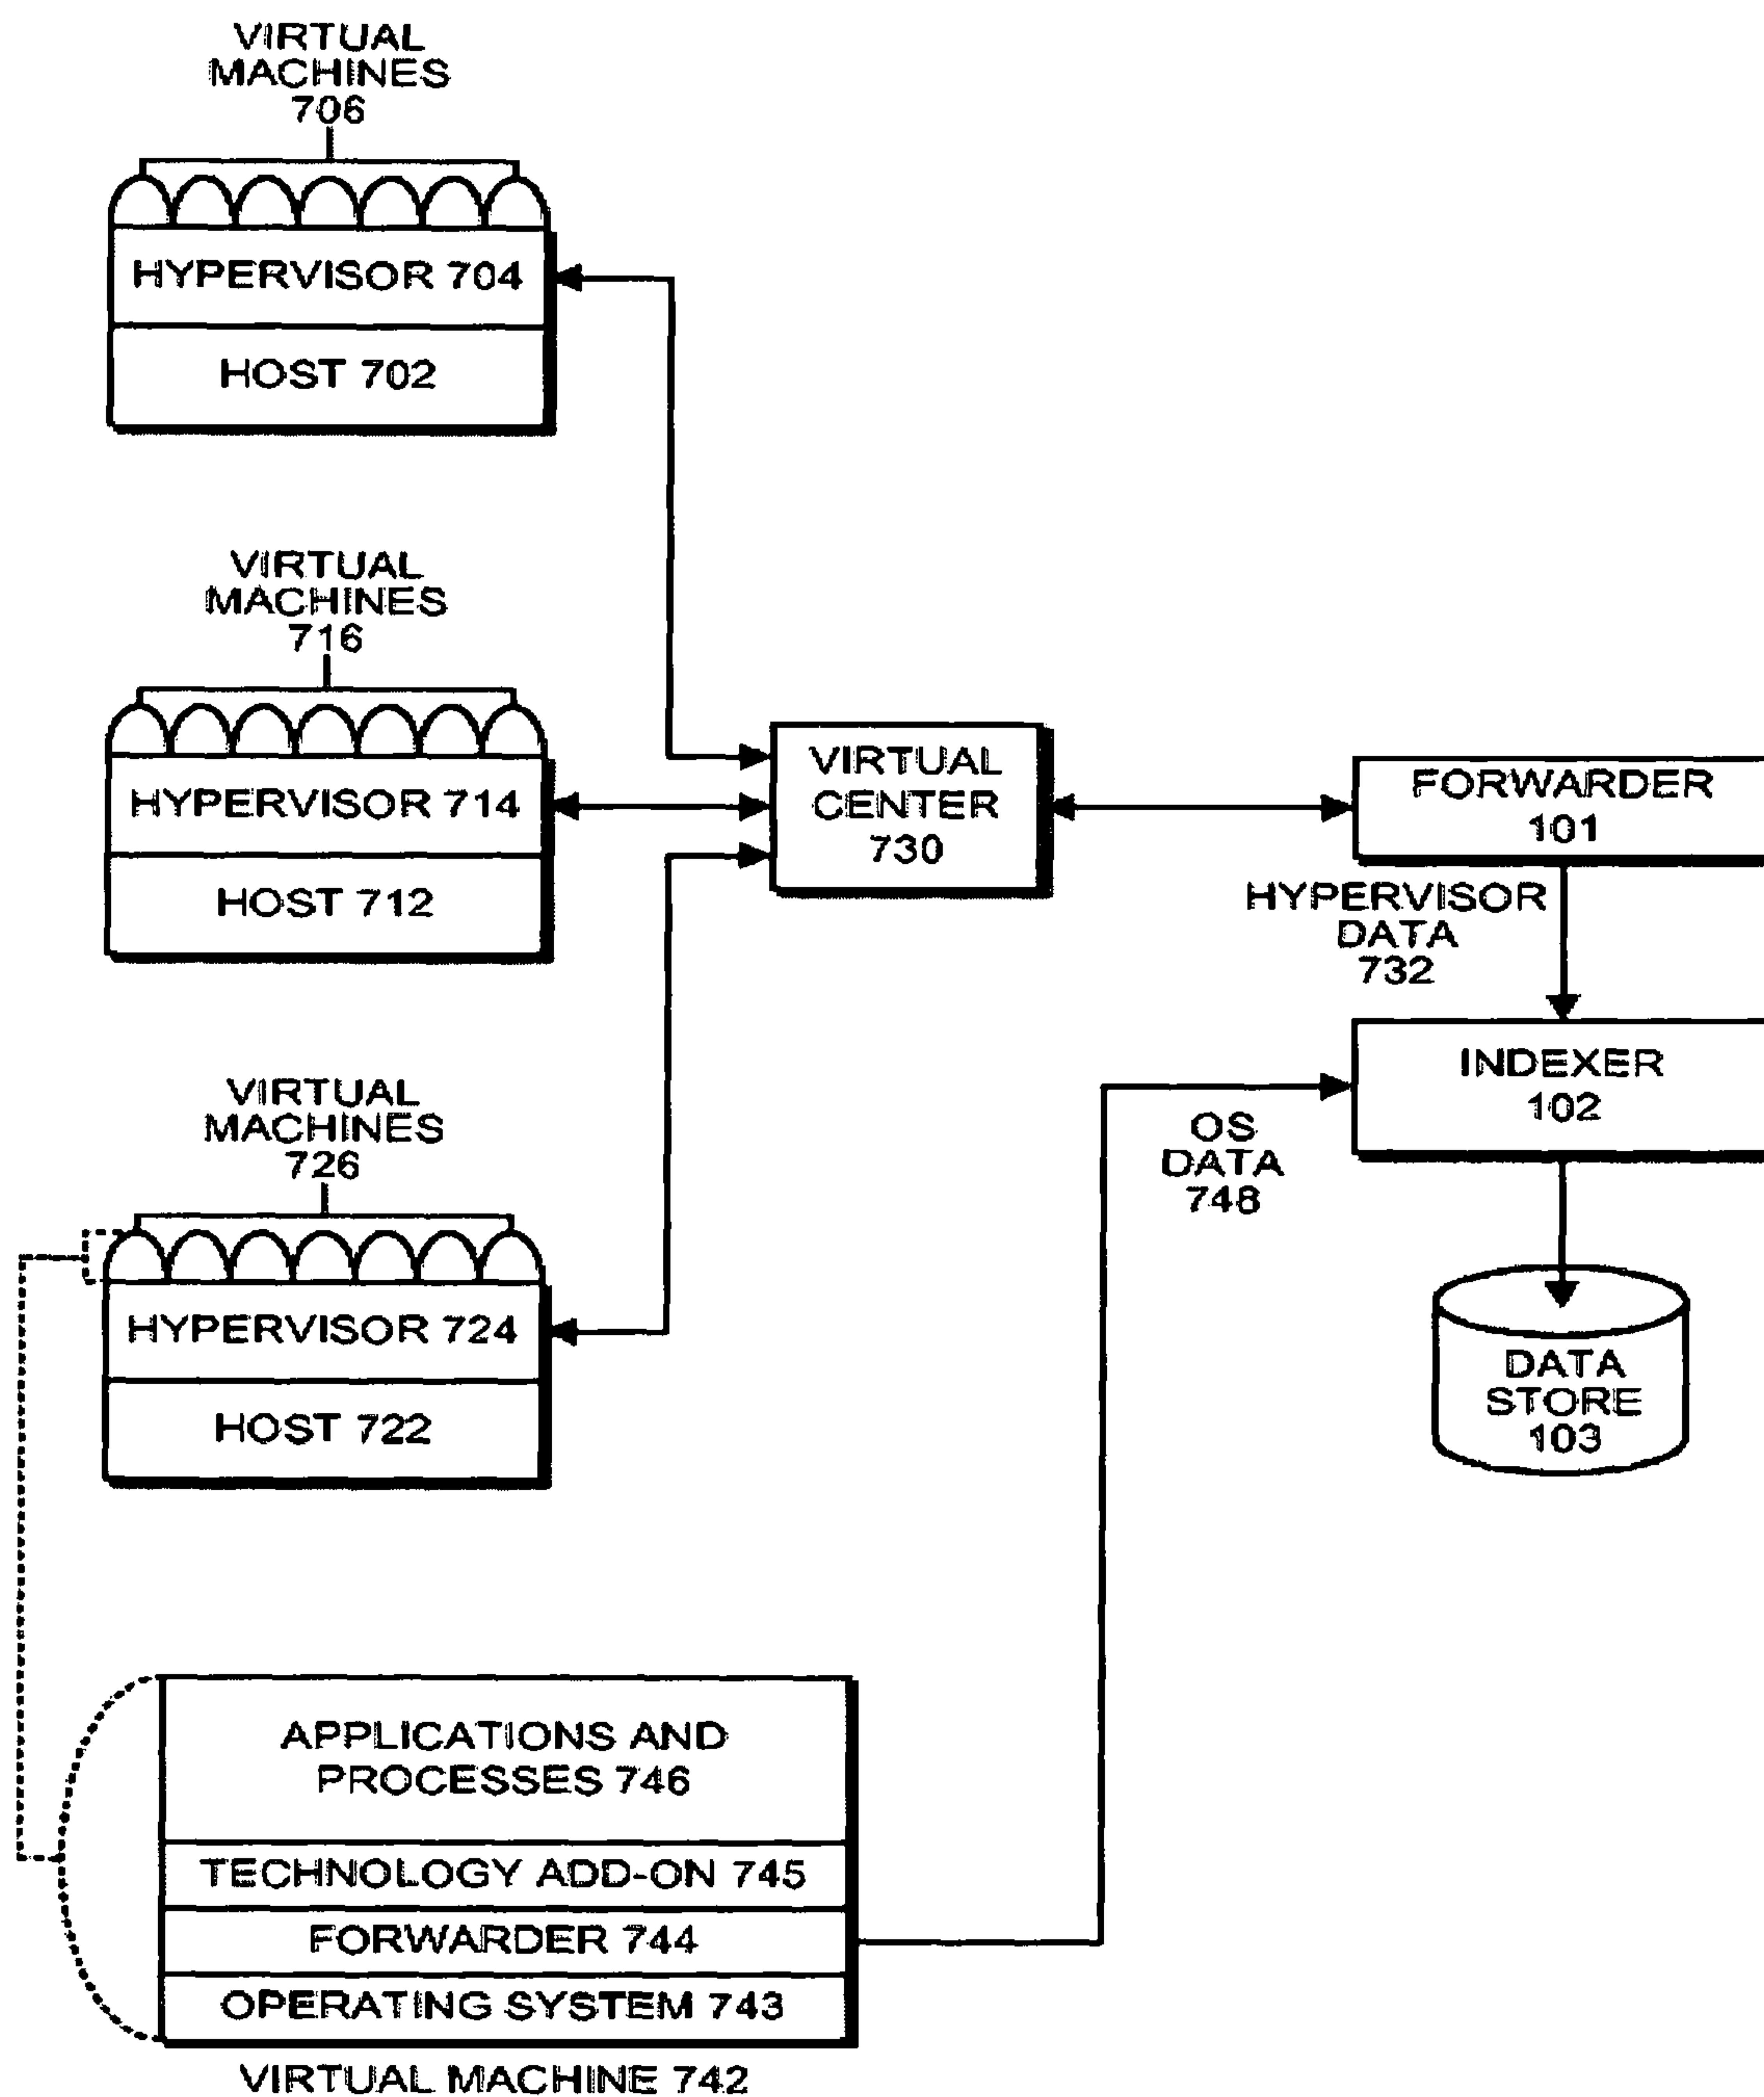 VIRTUAL
MACHINES
706
HYPERVISOR 704
HOST 702
VIRTUAL
MACHINES
716
HYPERVISOR 714
HOST 712
VIRTUAL
CENTER
730
FORWARDER
101
HYPERVISOR
DATA
732
INDEXER
102
OS
DATA
748
DATA
STORE
103
VIRTUAL
MACHINES
726
HYPERVISOR 724
HOST 722
APPLICATIONS AND
PROCESSES 746
TECHNOLOGY ADD-ON 745
FORWARDER 744
OPERATING SYSTEM 743
VIRTUAL MACHINE 742